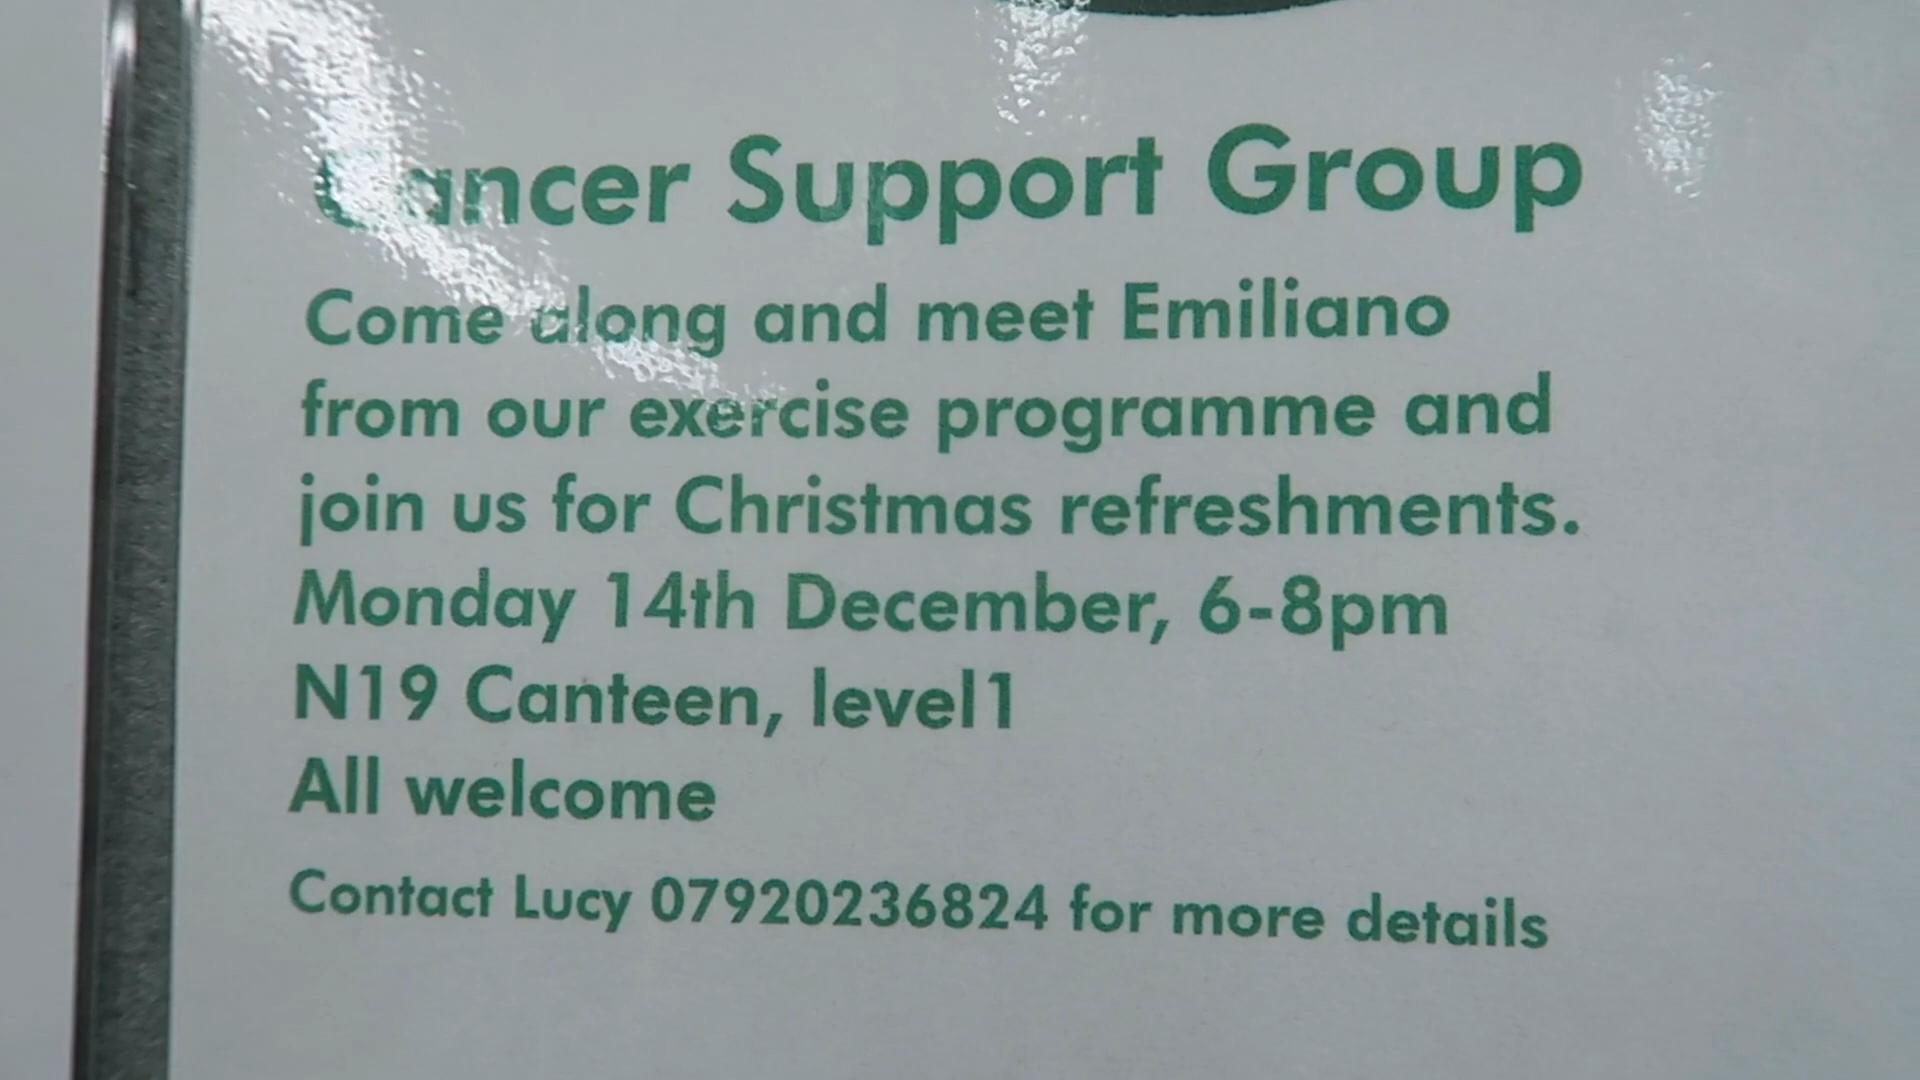 Cancer Support Group
Come along and meet Emiliano
from our exercise programme and
join us for Christmas refreshments.
Monday 14th December, 6-8pm
N19 Canteen, level1
All welcome
Contact Lucy 07920236824 for more details